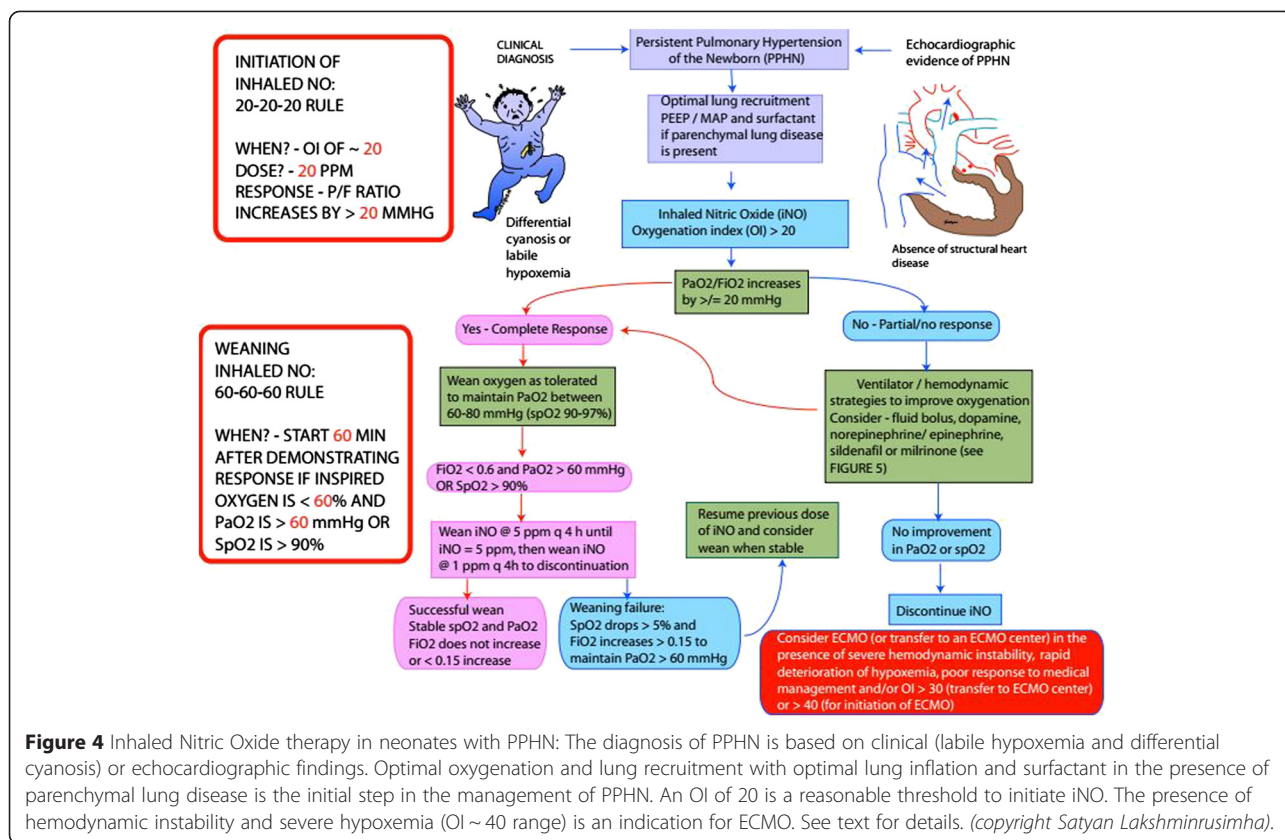 INITIATION OF
INHALED NO:
20-20-20 RULE
WHEN? - OI OF ~ 20
DOSE? - 20 PPM
RESPONSE - P/F RATIO
INCREASES BY > 20 MMHG
CLINICAL
DIAGNOSIS
Persistent Pulmonary Hypertension
of the Newborn (PPHN)
Echocardiographic
evidence of PPHN
Optimal lung recruitment
PEEP / MAP and surfactant
if parenchymal lung disease
is present
Differential
cyanosis or
labile
hypoxemia
Inhaled Nitric Oxide (iNO)
Oxygenation index (OI) > 20
Absence of structural heart
disease
PaO2/FiO2 increases
by >/= 20 mmHg
Yes - Complete Response
No - Partial/no response
WEANING
INHALED NO:
60-60-60 RULE
WHEN? - START 60 MIN
AFTER DEMONSTRATING
RESPONSE IF INSPIRED
OXYGEN IS < 60% AND
PaO2 IS > 60 mmHg OR
SpO2 IS > 90%
Wean oxygen as tolerated
to maintain PaO2 between
60-80 mmHg (spO2 90-97%)
Ventilator / hemodynamic
strategies to improve oxygenation
Consider - fluid bolus, dopamine,
norepinephrine/ epinephrine,
sildenafil or milrinone (see
FIGURE 5)
FiO2 < 0.6 and PaO2 > 60 mmHg
OR SpO2 > 90%
Wean iNO @ 5 ppm q 4 h until
iNO = 5 ppm, then wean iNO
@ 1 ppm q 4h to discontinuation
Resume previous dose
of iNO and consider
wean when stable
No improvement
in PaO2 or spO2
Successful wean
Stable spO2 and PaO2
FiO2 does not increase
or < 0.15 increase
Weaning failure:
SpO2 drops > 5% and
FiO2 increases > 0.15 to
maintain PaO2 > 60 mmHg
Discontinue iNO
Consider ECMO (or transfer to an ECMO center) in the
presence of severe hemodynamic instability, rapid
deterioration of hypoxemia, poor response to medical
management and/or OI > 30 (transfer to ECMO center)
or > 40 (for initiation of ECMO)
Figure 4 Inhaled Nitric Oxide therapy in neonates with PPHN: The diagnosis of PPHN is based on clinical (labile hypoxemia and differential
cyanosis) or echocardiographic findings. Optimal oxygenation and lung recruitment with optimal lung inflation and surfactant in the presence of
parenchymal lung disease is the initial step in the management of PPHN. An OI of 20 is a reasonable threshold to initiate iNO. The presence of
hemodynamic instability and severe hypoxemia (OI ~ 40 range) is an indication for ECMO. See text for details. (copyright Satyan Lakshminrusimha).